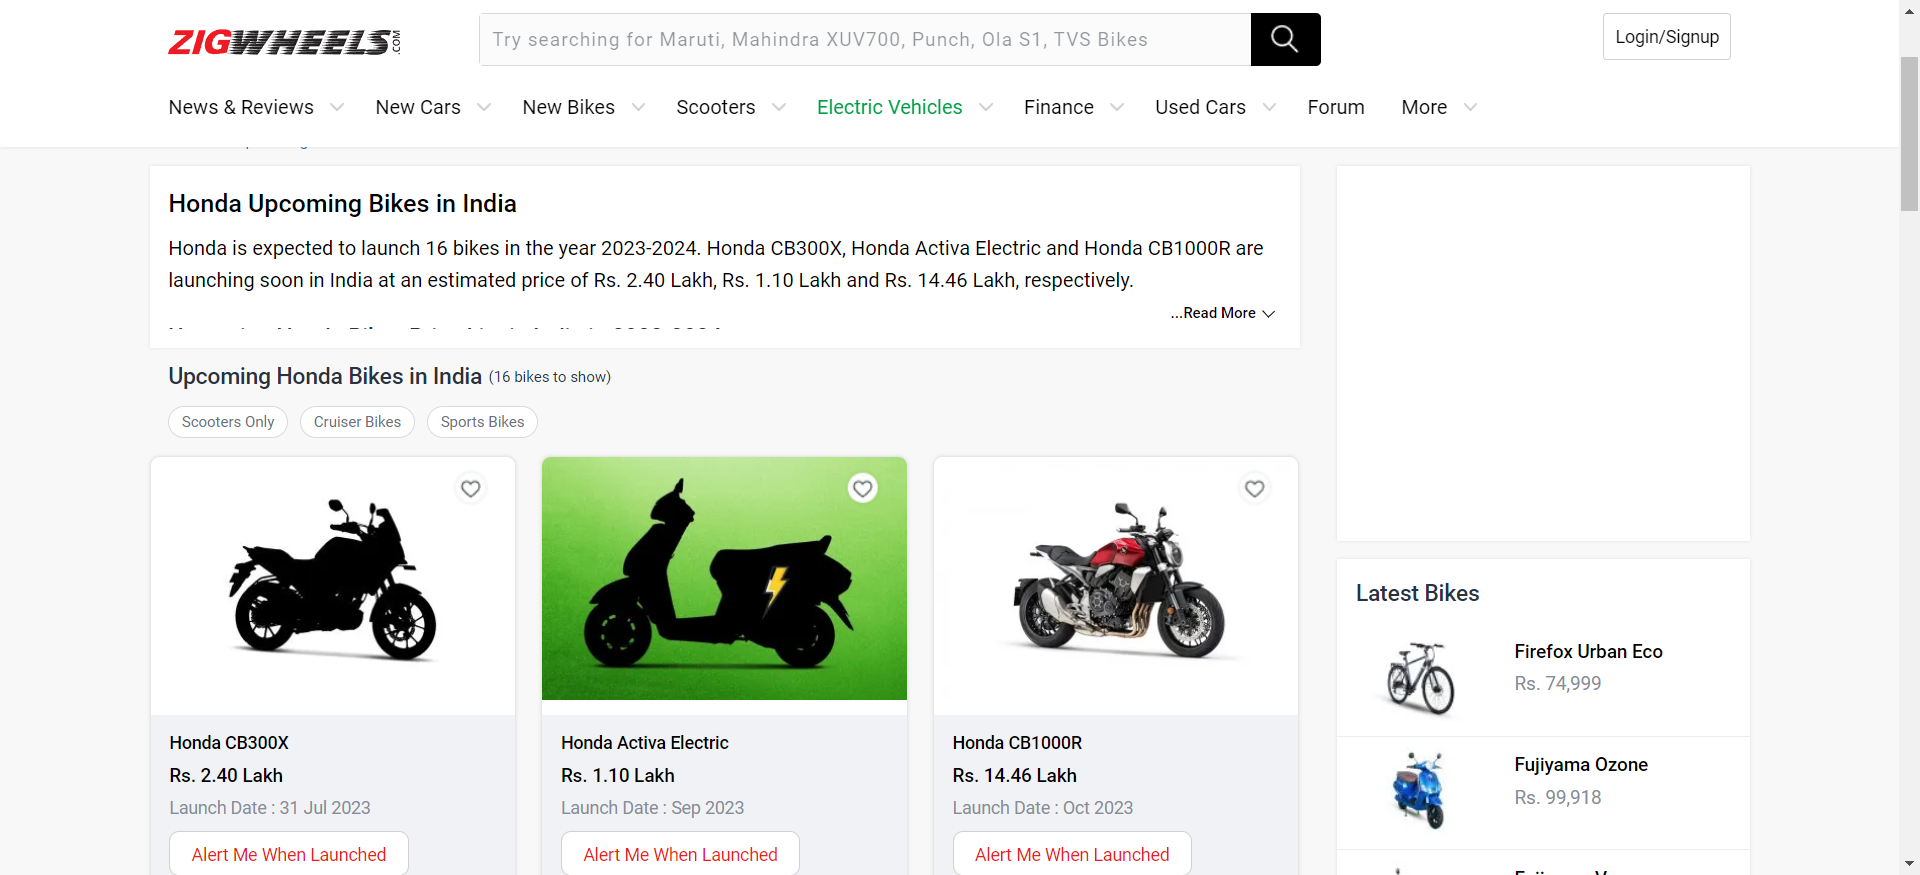 ZIGWHEELS.COM
Try searching for Maruti, Mahindra XUV700, Punch, Ola S1, TVS Bikes
Login/Signup
News & Reviews New Cars New Bikes Scooters Electric Vehicles Finance Used Cars Forum More
Honda Upcoming Bikes in India
Honda is expected to launch 16 bikes in the year 2023-2024. Honda CB300X, Honda Activa Electric and Honda CB1000R are
launching soon in India at an estimated price of Rs. 2.40 Lakh, Rs. 1.10 Lakh and Rs. 14.46 Lakh, respectively.
...Read More
Upcoming Honda Bikes in India (16 bikes to show)
Scooters Only Cruiser Bikes Sports Bikes
Honda CB300X
Rs. 2.40 Lakh
Launch Date : 31 Jul 2023
Alert Me When Launched
Honda Activa Electric
Rs. 1.10 Lakh
Launch Date : Sep 2023
Alert Me When Launched
Honda CB1000R
Rs. 14.46 Lakh
Launch Date : Oct 2023
Alert Me When Launched
Latest Bikes
Firefox Urban Eco
Rs. 74,999
Fujiyama Ozone
Rs. 99,918